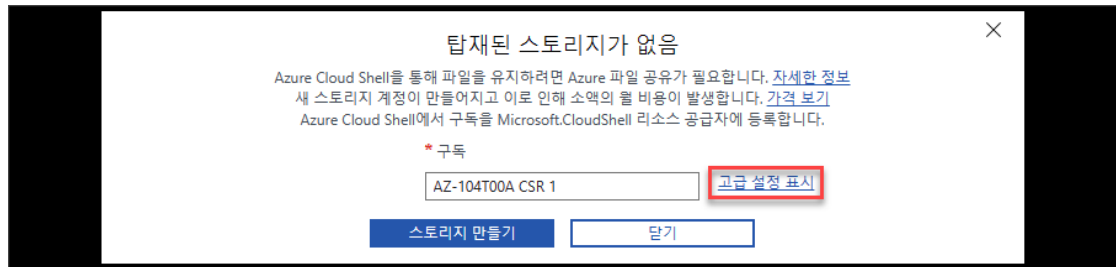 탑재된 스토리지가 없음
Azure Cloud Shell을 통해 파일을 유지하려면 Azure 파일 공유가 필요합니다. 자세한 정보
새 스토리지 계정이 만들어지고 이로 인해 소액의 월 비용이 발생합니다. 가격 보기
Azure Cloud Shell에서 구독을 Microsoft.CloudShell 리소스 공급자에 등록합니다.
* 구독
AZ-104T00A CSR 1 고급 설정 표시
스토리지 만들기 닫기